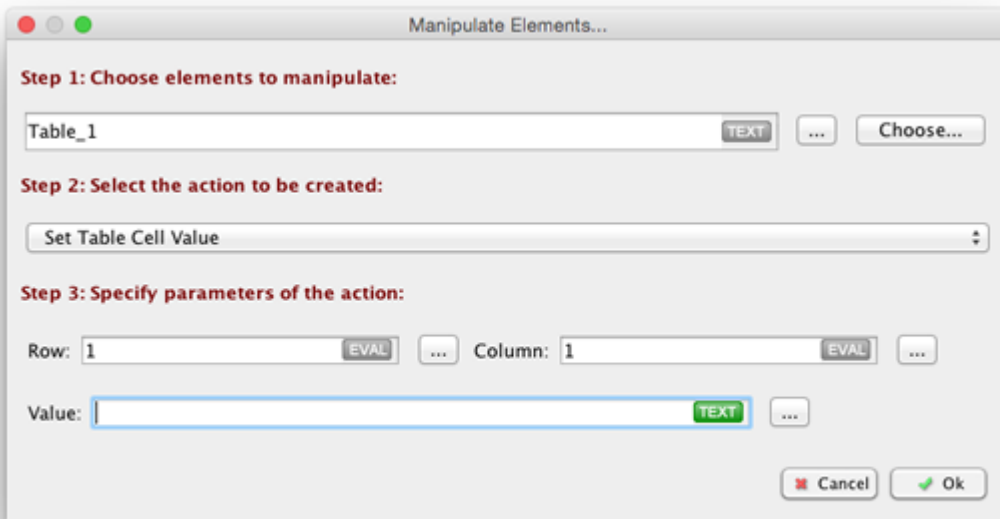 Manipulate Elements...
Step 1: Choose elements to manipulate:
Table_1 TEXT ... Choose...
Step 2: Select the action to be created:
Set Table Cell Value
Step 3: Specify parameters of the action:
Row: 1 EVAL ... Column: 1 EVAL ...
Value: TEXT ...
Cancel Ok